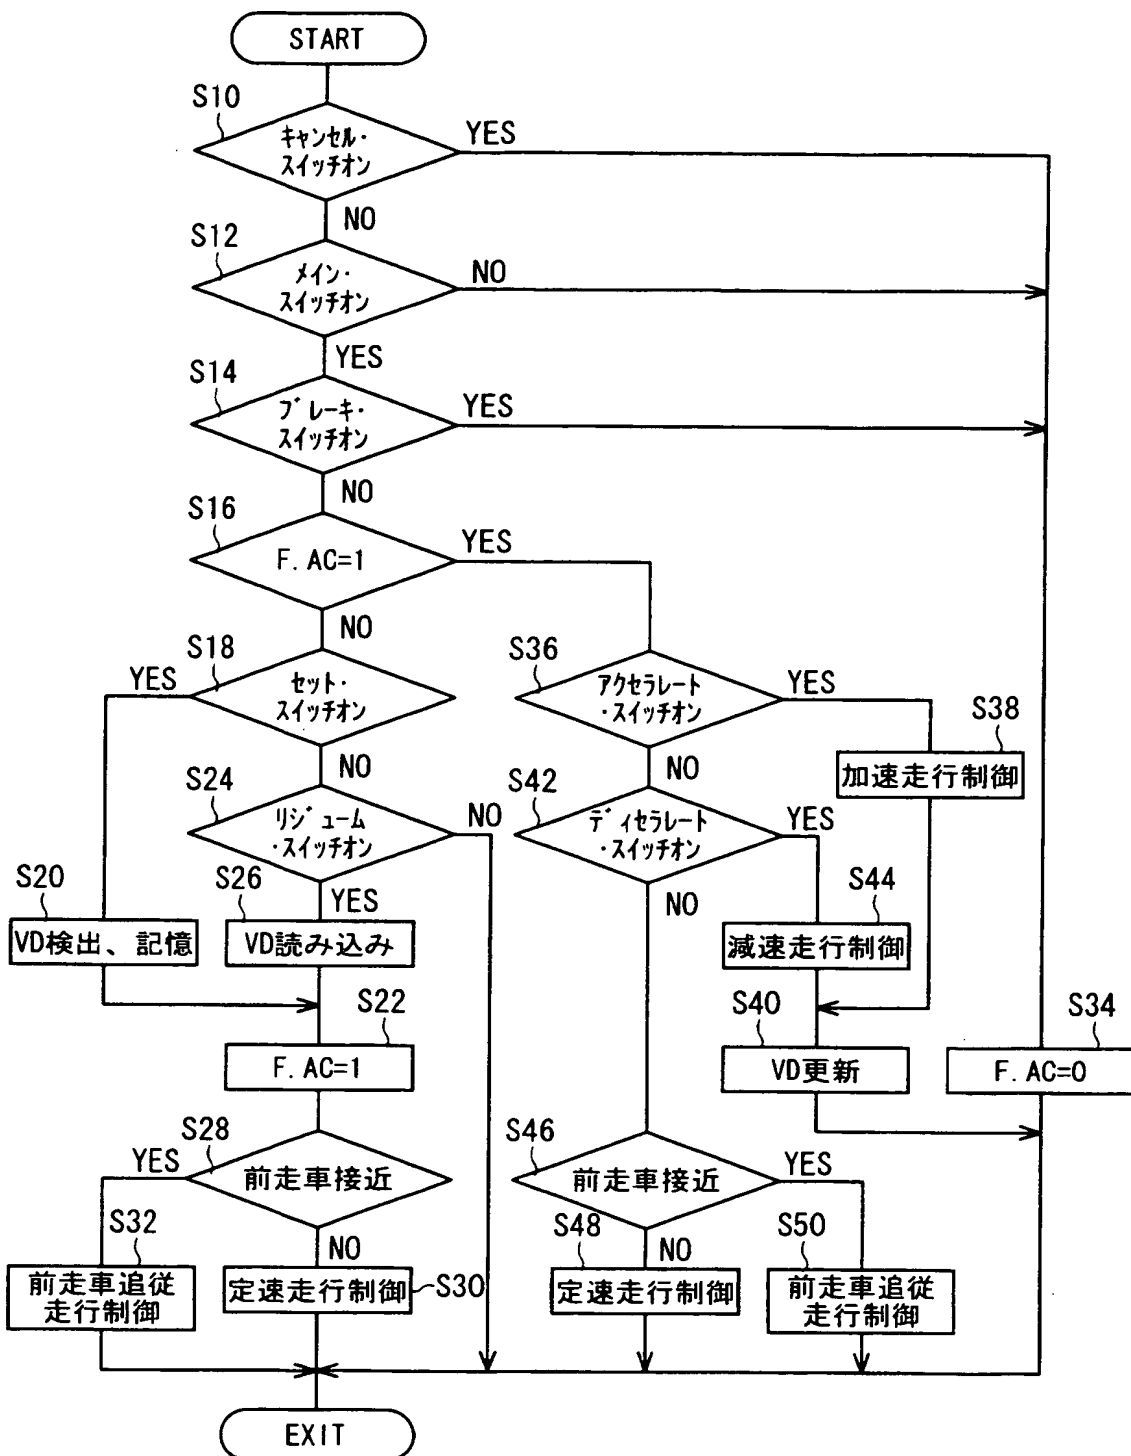 START
S10
キャンセル・
スイッチオン
YES
NO
S12
メイン・
スイッチオン
NO
YES
S14
ブレーキ・
スイッチオン
YES
NO
S16
F.AC=1
YES
NO
S18
YES
セット・
スイッチオン
NO
S36
アクセラレート
・スイッチオン
YES
NO
S38
加速走行制御
S24
リジューム
・スイッチオン
NO
YES
S42
ディセラレート
・スイッチオン
YES
NO
S20
VD検出、記憶
S26
VD読み込み
S44
減速走行制御
S22
F.AC=1
S40
VD更新
S34
F.AC=0
S28
YES
前走車接近
NO
S46
前走車接近
YES
NO
S32
前走車追従
走行制御
定速走行制御
S30
S48
定速走行制御
S50
前走車追従
走行制御
EXIT